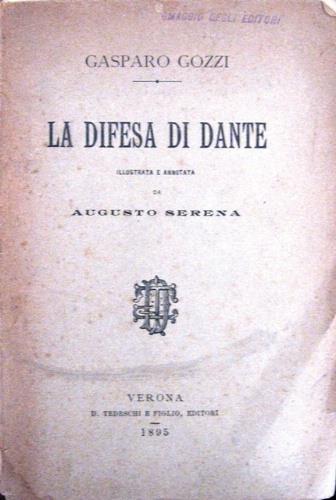 OMAGGIO DEGLI EDITORI
GASPARO GOZZI
LA DIFESA DI DANTE
ILLUSTRATA E ANNOTATA
DA
AUGUSTO SERENA
VERONA
D. TEDESCHI E FIGLIO, EDITORI
1895